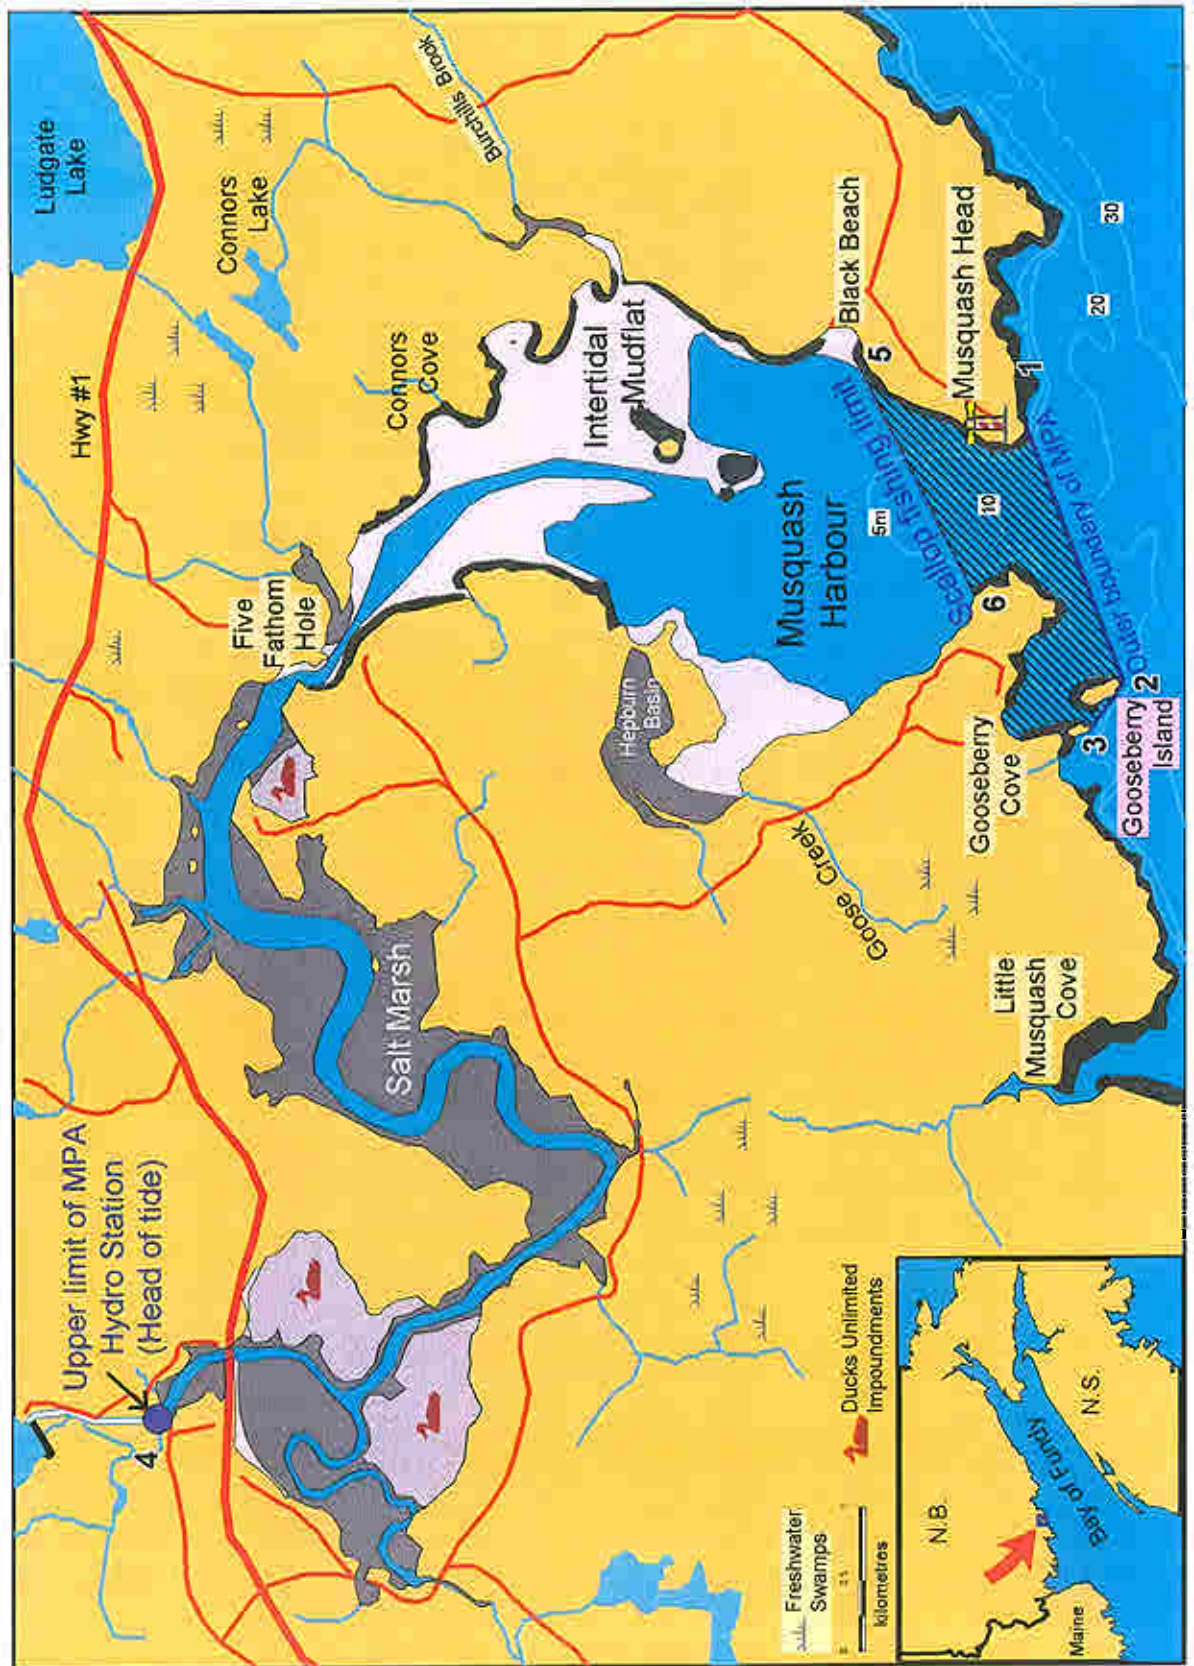 Upper limit of MPA
Hydro Station
(Head of tide)
4
Hwy #1
Ludgate
Lake
Connors
Lake
Burchills Brook
Five
Fathom
Hole
Connors
Cove
Salt Marsh
Intertidal
Mudflat
Hepburn
Basin
Musquash
Harbour
Goose Creek
Black Beach
5
Scallop fishing limit
5m
10
Musquash Head
6
1
Outer boundary of MPA
20
30
Gooseberry
Cove
2
3
Gooseberry
Island
Little
Musquash
Cove
Freshwater
Swamps
Ducks Unlimited
Impoundments
0
1
kilometres
N.B.
Bay of Fundy
N.S.
Maine